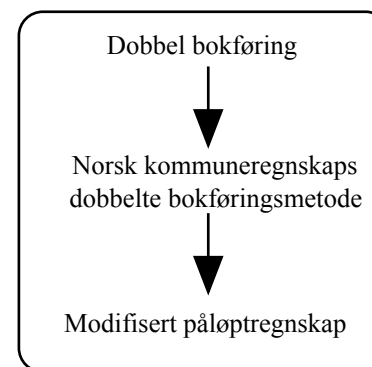 Dobbel bokføring
Norsk kommuneregnskaps
dobbelte bokføringsmetode
Modifisert påløptregnskap